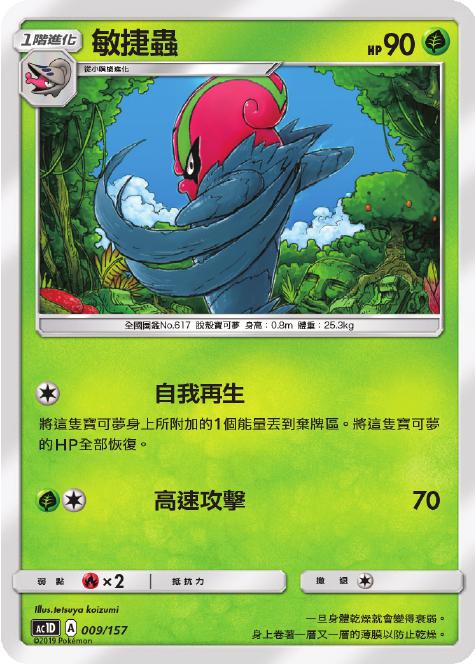 1階進化
敏捷蟲
HP 90
從小嘴蝸進化
全國圖鑑No.617 脫殼寶可夢 身高：0.8m 體重：25.3kg
自我再生
將這隻寶可夢身上所附加的1個能量丟到棄牌區。將這隻寶可夢
的HP全部恢復。
高速攻擊 70
弱點 ×2 抵抗力 撤退
Illus.tetsuya koizumi
AC1D A 009/157
©2019 Pokémon
一旦身體乾燥就會變得衰弱。
身上卷著一層又一層的薄膜以防止乾燥。